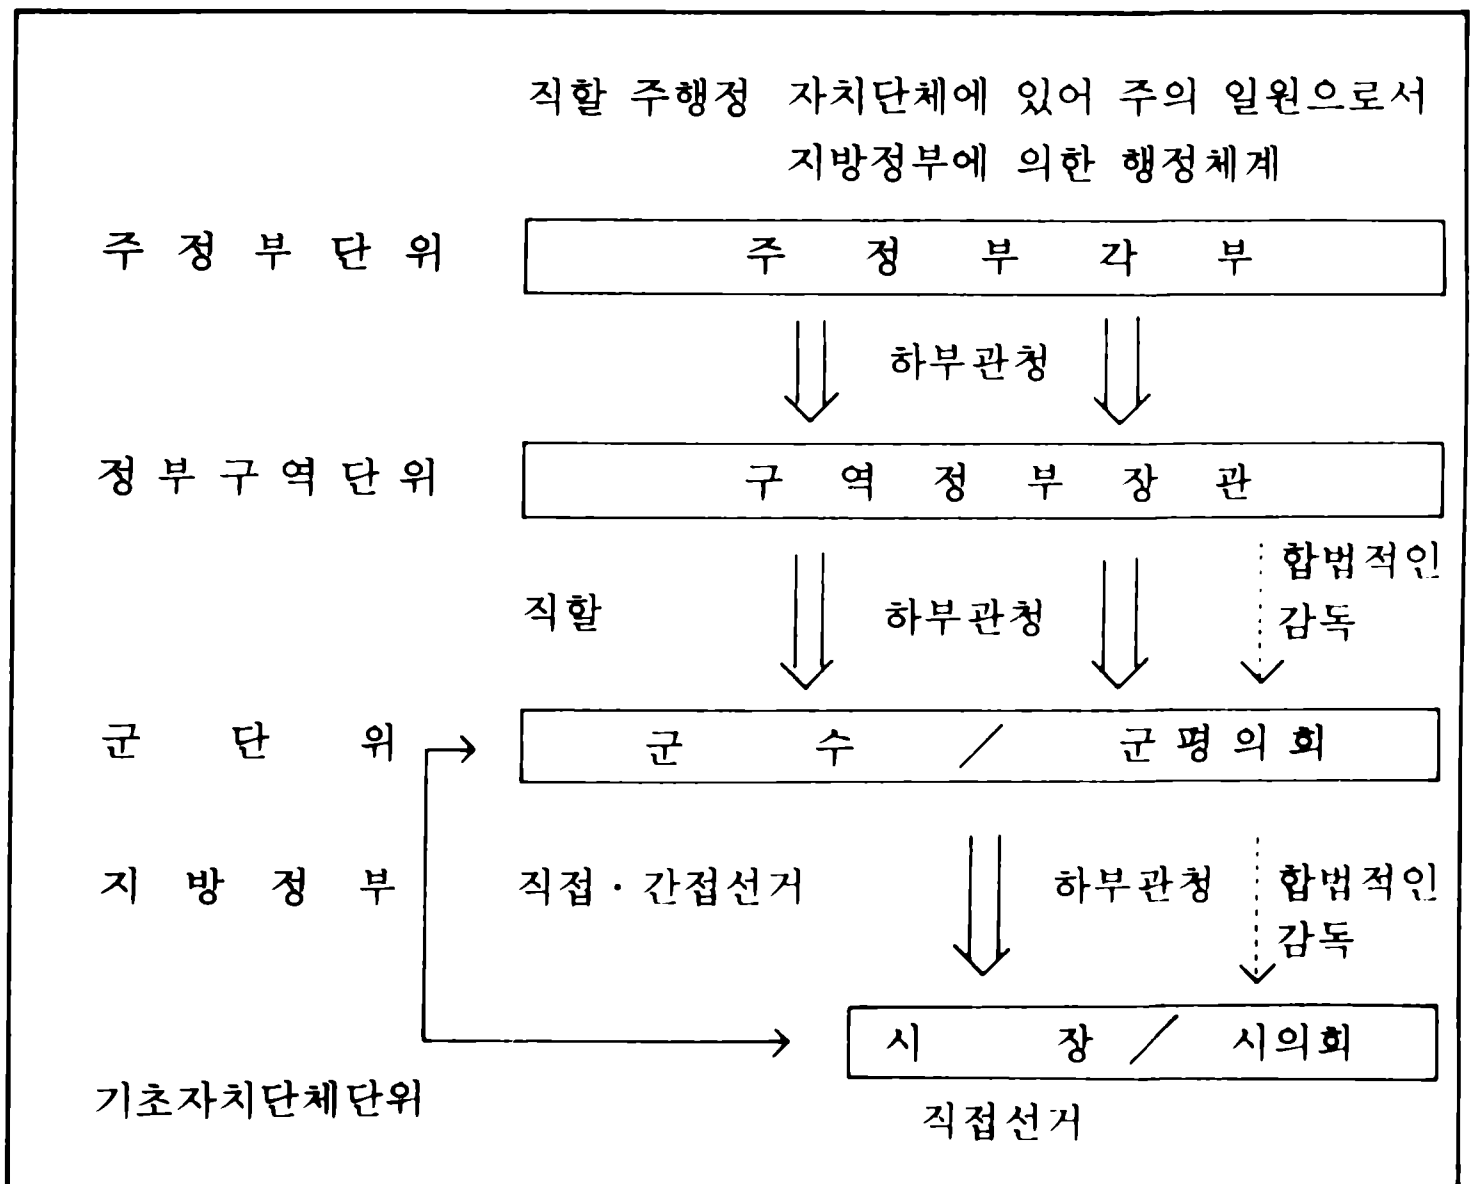 직할 주행정 자치단체에 있어 주의 일원으로서
지방정부에 의한 행정체계
주 정 부 단 위 주 정 부 각 부
하부관청
정 부 구 역 단 위 구 역 정 부 장 관
합법적인
직할 하부관청 감독
군 단 위 군 수 / 군평의회
지 방 정 부 직접·간접선거 하부관청 합법적인
감독
시 장 / 시의회
기초자치단체단위
직접선거